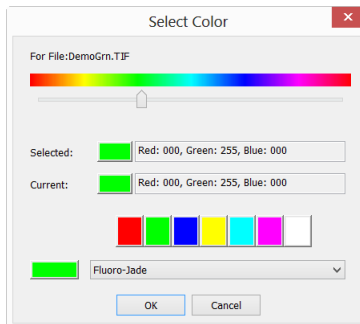 Select Color
For File:DemoGrn.TIF
Selected: Red: 000, Green: 255, Blue: 000
Current: Red: 000, Green: 255, Blue: 000
Fluoro-Jade
OK Cancel